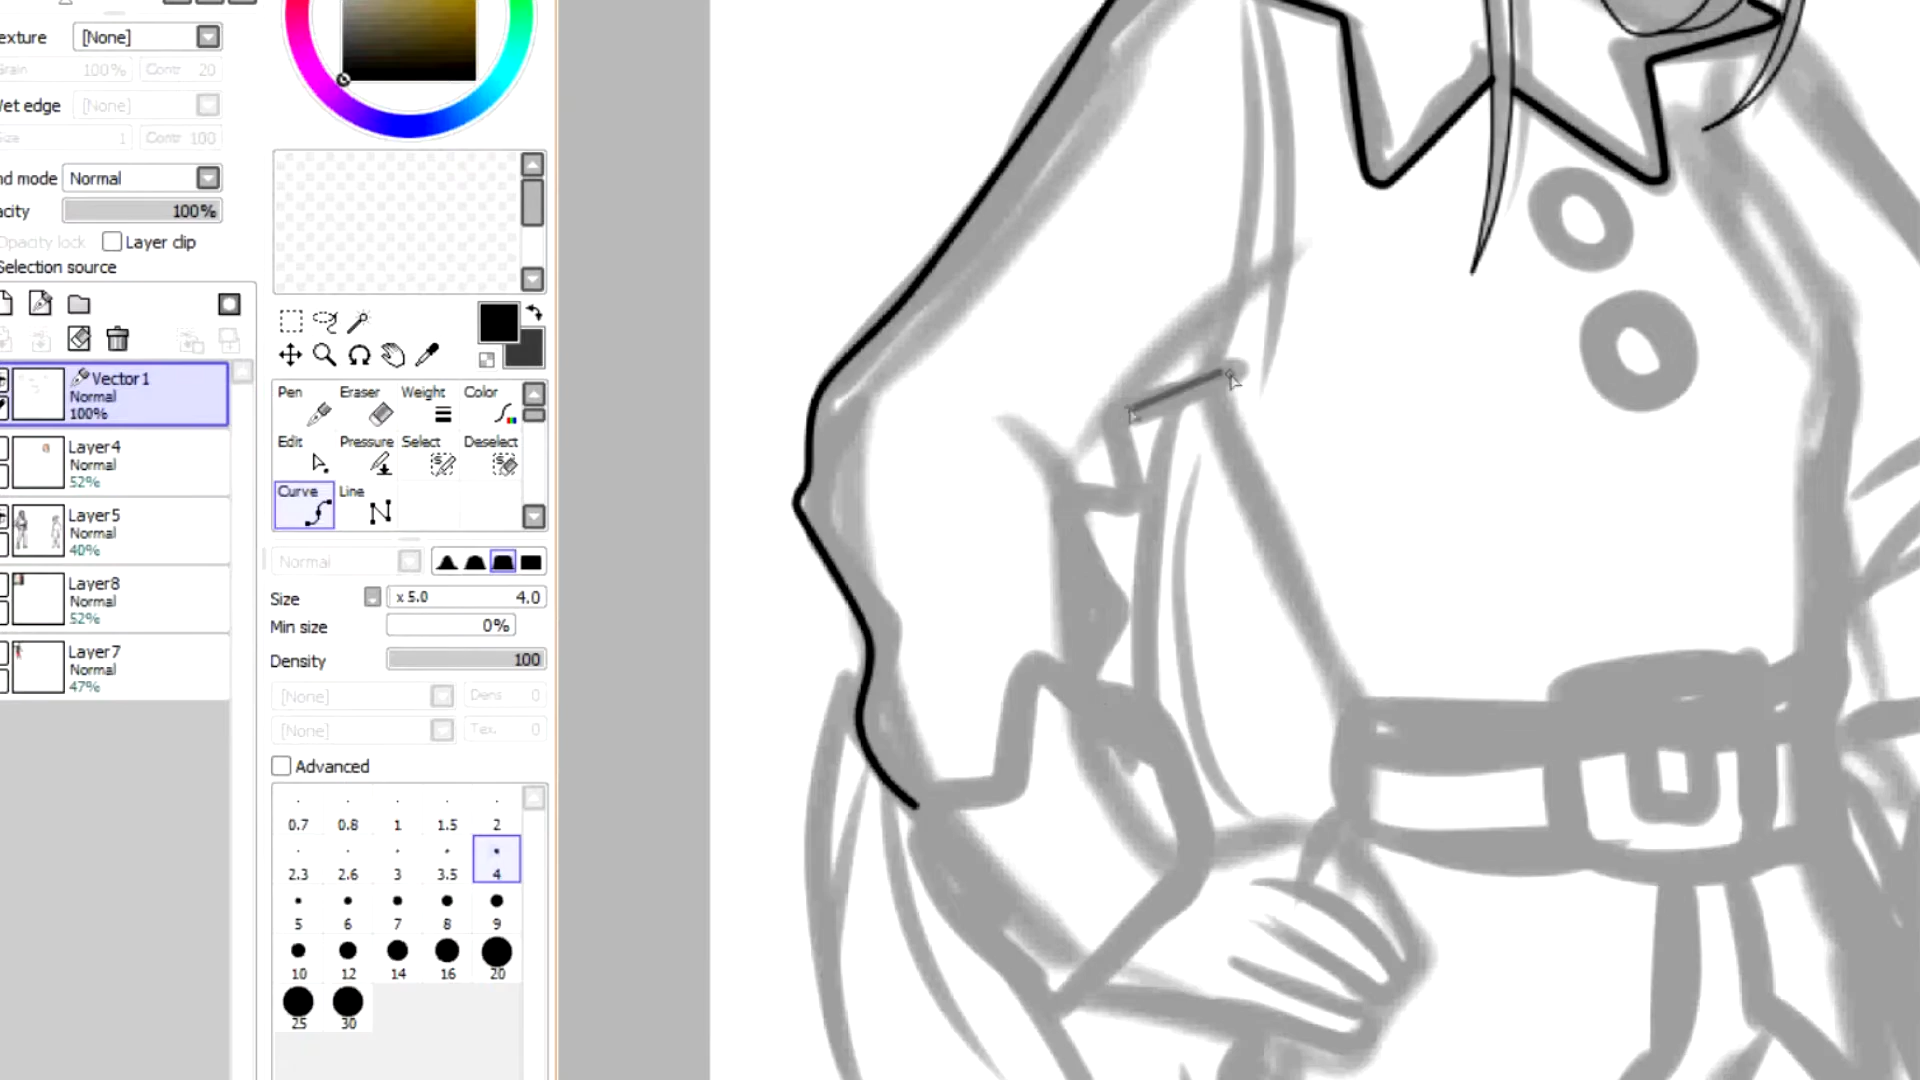 exture [None]
Grain 100% Contr 20
Wet edge [None]
Size 1 Contr 100
nd mode Normal
acity 100%
Opacity lock Layer clip
Selection source
Vector1
Normal
100%
Layer4
Normal
52%
Layer5
Normal
40%
Layer8
Normal
52%
Layer7
Normal
47%
Pen Eraser Weight Color
Edit Pressure Select Deselect
Curve Line
Normal
Size x 5.0 4.0
Min size 0%
Density 100
[None] Dens 0
[None] Tex. 0
Advanced
0.7 0.8 1 1.5 2
2.3 2.6 3 3.5 4
5 6 7 8 9
10 12 14 16 20
25 30